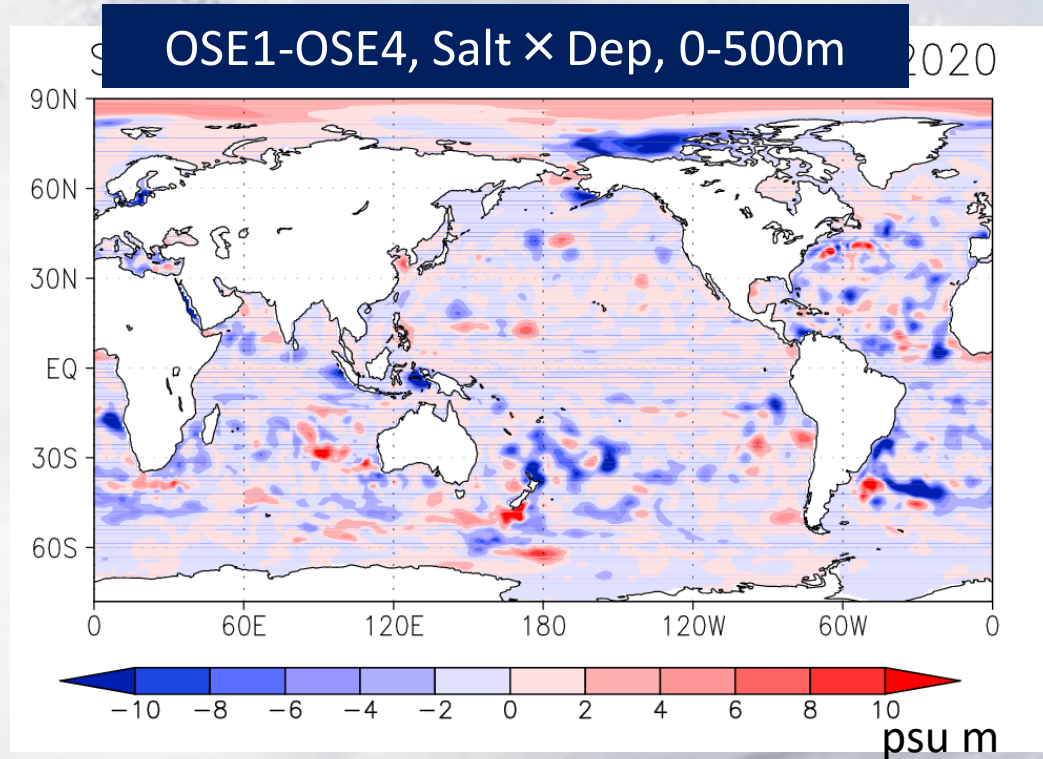 OSE1-OSE4, Salt × Dep, 0-500m
2020
90N
60N
30N
EQ
30S
60S
0 60E 120E 180 120W 60W 0
−10 −8 −6 −4 −2 0 2 4 6 8 10
psu m